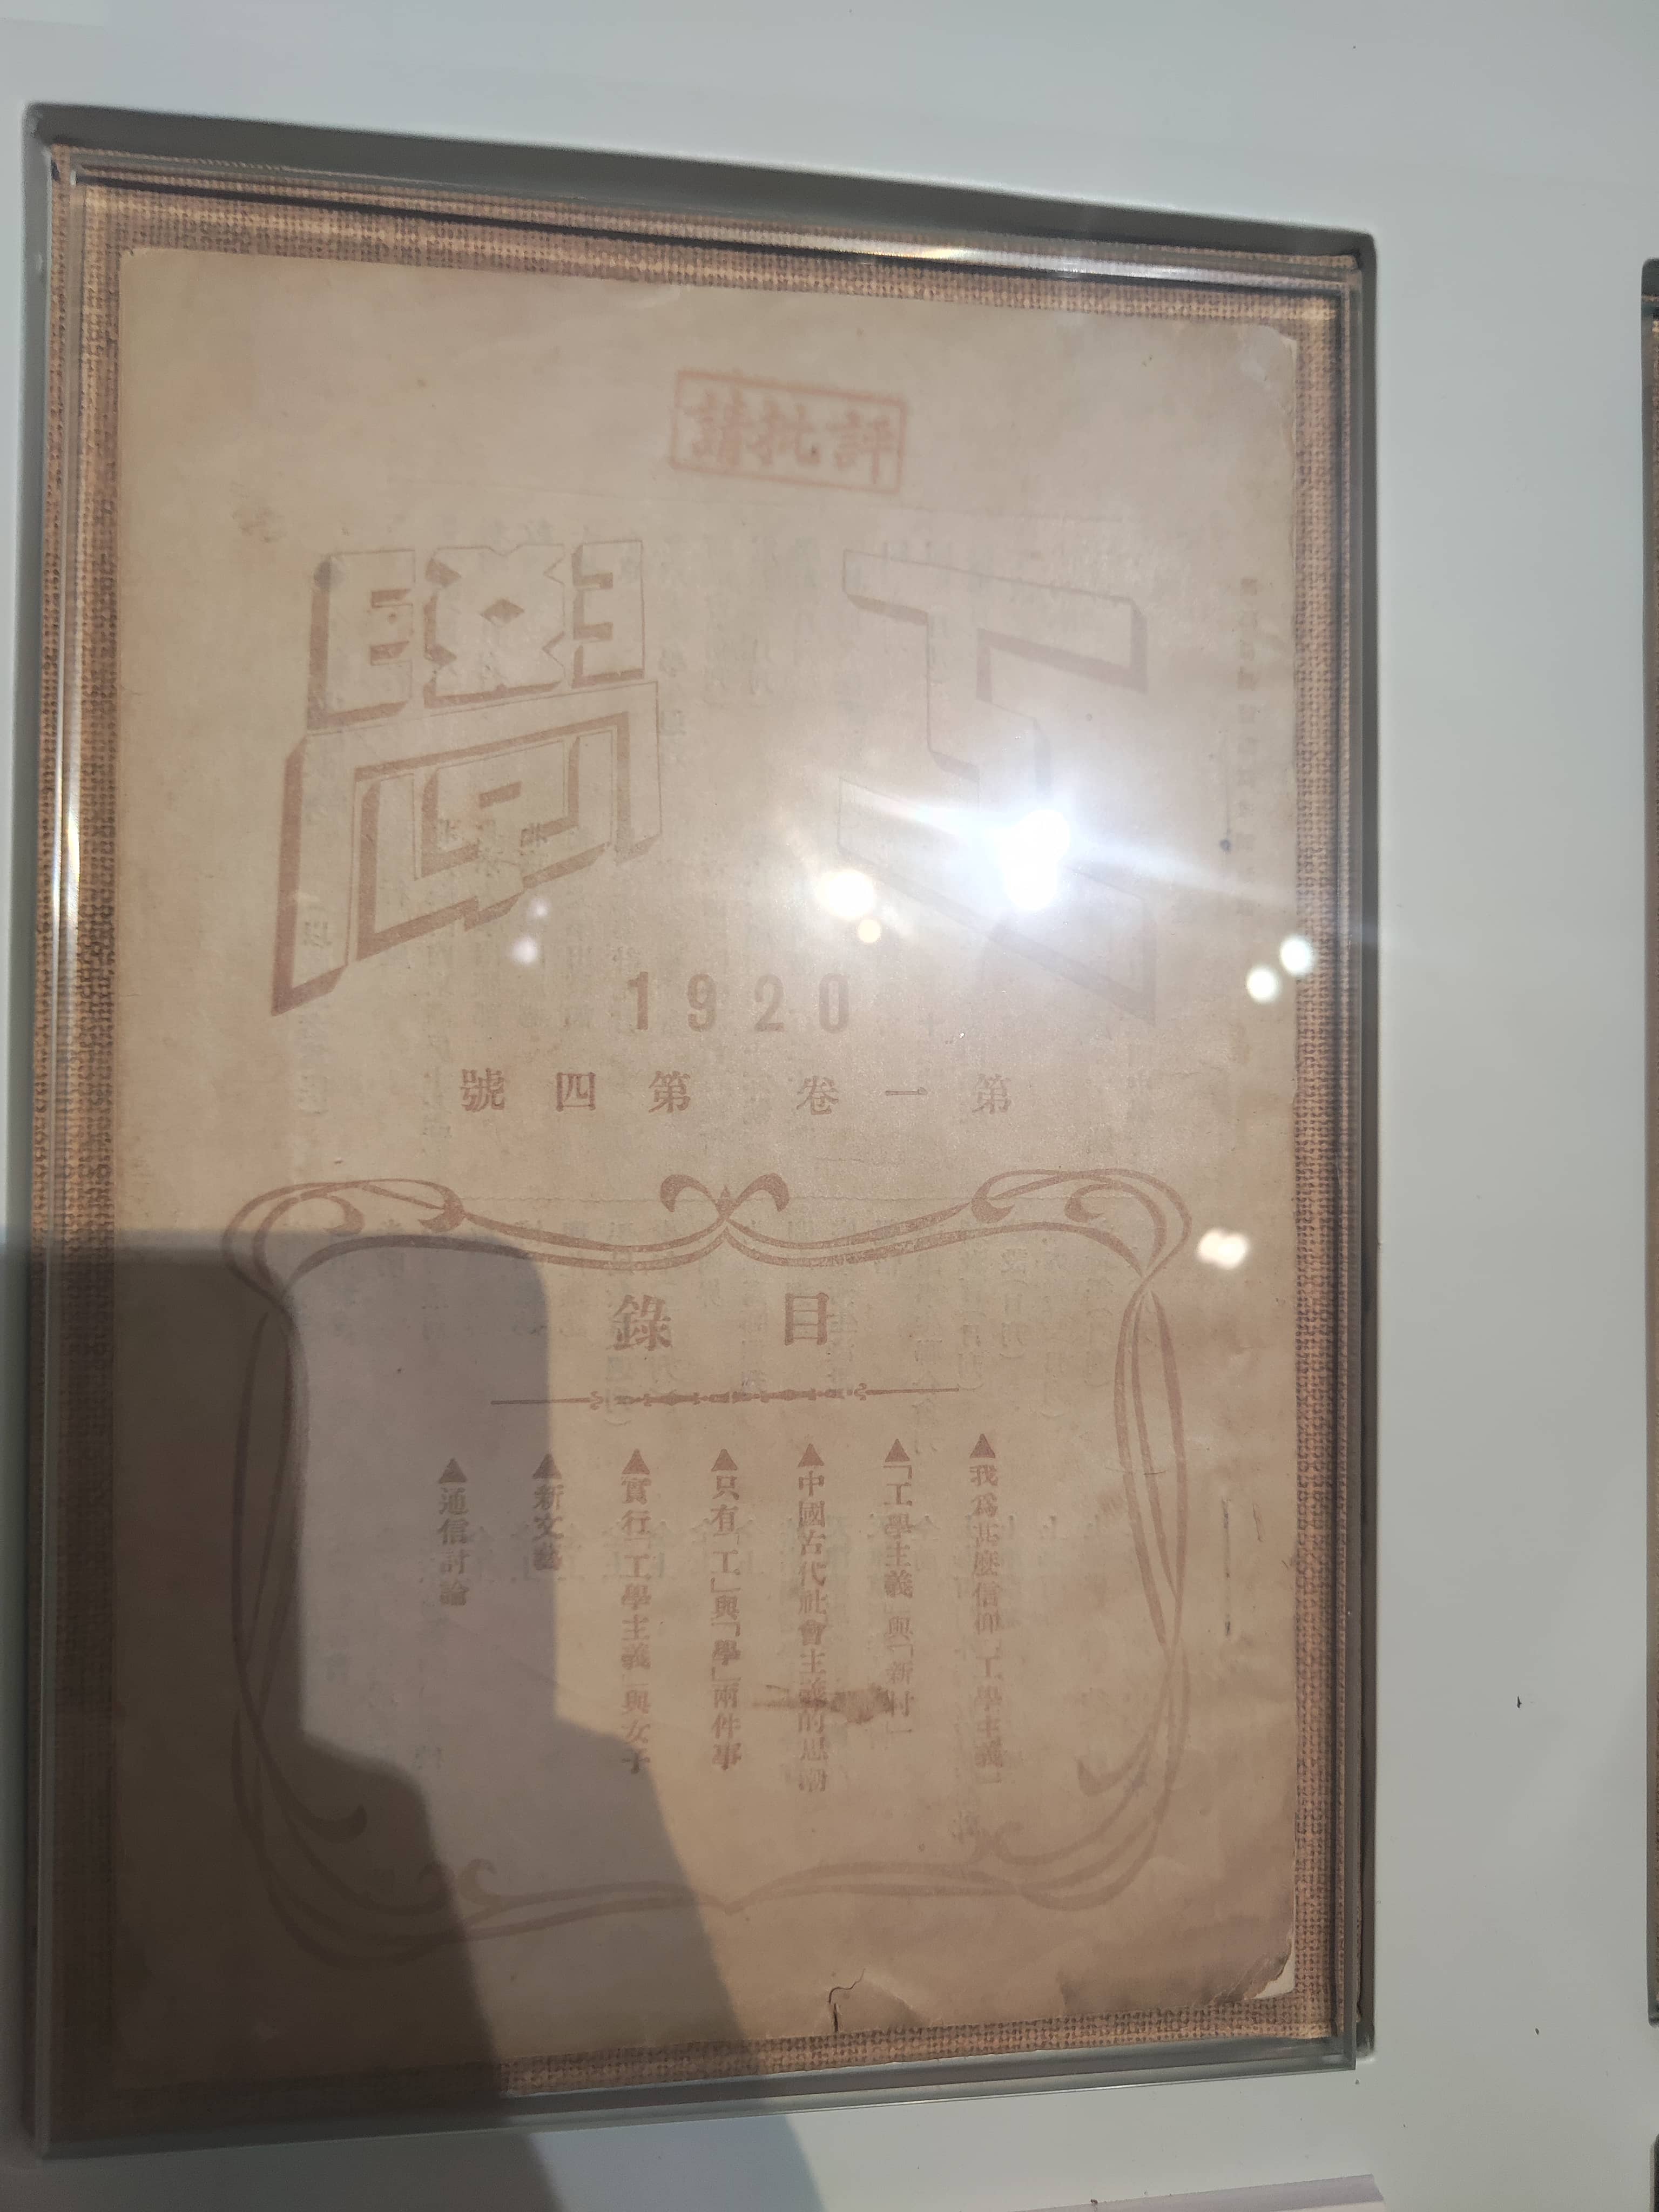 請批評
工學
1920
第一卷 第四號
目錄
▲我爲甚麼信仰「工學主義」
▲「工學主義」與「新村」
▲中國古代社會主義的思潮
▲只有「工」與「學」兩件事
▲實行「工學主義」與女子
▲新文藝
▲通信討論